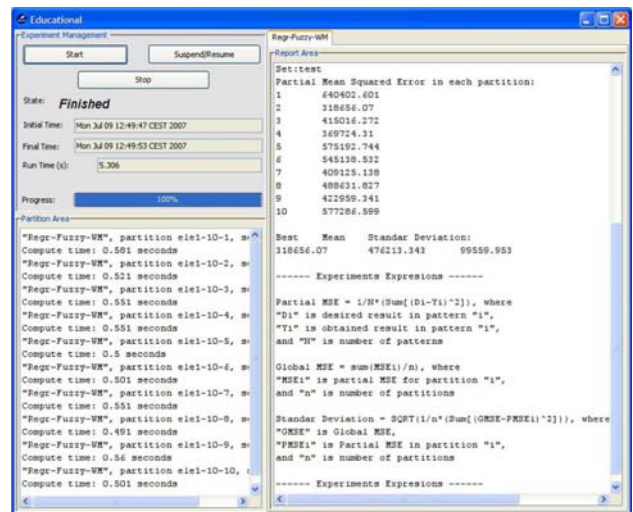 Educational
Experiment Management
Start
Suspend/Resume
Stop
State: Finished
Initial Time: Mon Jul 09 12:49:47 CEST 2007
Final Time: Mon Jul 09 12:49:53 CEST 2007
Run Time (s): 5.306
Progress: 100%
Partition Area
"Regr-Fuzzy-WM", partition ele1-10-1, s
Compute time: 0.581 seconds
"Regr-Fuzzy-WM", partition ele1-10-2, s
Compute time: 0.521 seconds
"Regr-Fuzzy-WM", partition ele1-10-3, s
Compute time: 0.551 seconds
"Regr-Fuzzy-WM", partition ele1-10-4, s
Compute time: 0.551 seconds
"Regr-Fuzzy-WM", partition ele1-10-5, s
Compute time: 0.5 seconds
"Regr-Fuzzy-WM", partition ele1-10-6, s
Compute time: 0.501 seconds
"Regr-Fuzzy-WM", partition ele1-10-7, s
Compute time: 0.551 seconds
"Regr-Fuzzy-WM", partition ele1-10-8, s
Compute time: 0.491 seconds
"Regr-Fuzzy-WM", partition ele1-10-9, s
Compute time: 0.56 seconds
"Regr-Fuzzy-WM", partition ele1-10-10,
Compute time: 0.501 seconds
Regr-Fuzzy-WM
Report Area
Set:test
Partial Mean Squared Error in each partition:
1 640402.601
2 318656.07
3 415016.272
4 369724.31
5 575192.744
6 545138.532
7 409125.138
8 488631.827
9 422959.341
10 577286.599
Best Mean Standar Deviation:
318656.07 476213.343 99559.953
------ Experiments Expresions ------
Partial MSE = 1/N*(Sum[(Di-Yi)^2]), where
"Di" is desired result in pattern "i",
"Yi" is obtained result in pattern "i",
and "N" is number of patterns
Global MSE = sum(MSEi)/n), where
"MSEi" is partial MSE for partition "i",
and "n" is number of partitions
Standar Deviation = SQRT(1/n*(Sum[(GMSE-PMSEi)^2])), where
"GMSE" is Global MSE,
"PMSEi" is Partial MSE in partition "i",
and "n" is number of partitions
------ Experiments Expresions ------